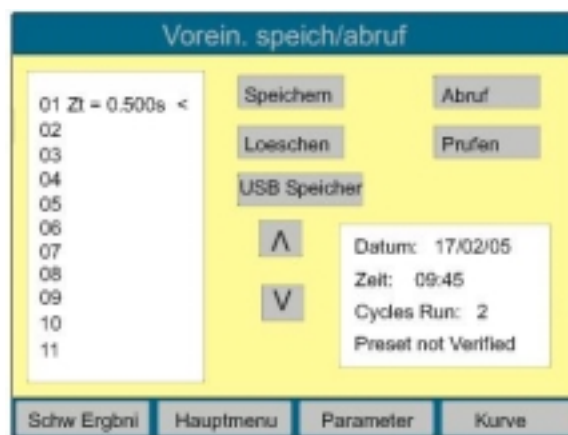 Vorein. speich/abruf
01 Zt = 0.500s <
02
03
04
05
06
07
08
09
10
11
Speichern
Abruf
Loeschen
Prufen
USB Speicher
Λ
V
Datum: 17/02/05
Zeit: 09:45
Cycles Run: 2
Preset not Verified
Schw Ergbni
Hauptmenu
Parameter
Kurve